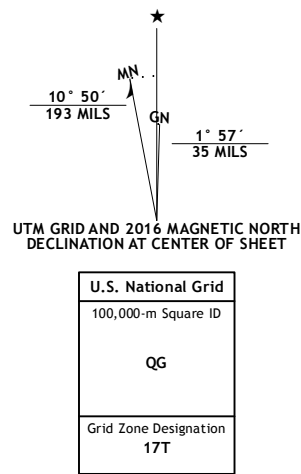 ★
MN
10° 50´
193 MILS
GN
1° 57´
35 MILS
UTM GRID AND 2016 MAGNETIC NORTH
DECLINATION AT CENTER OF SHEET
U.S. National Grid
100,000-m Square ID
QG
Grid Zone Designation
17T